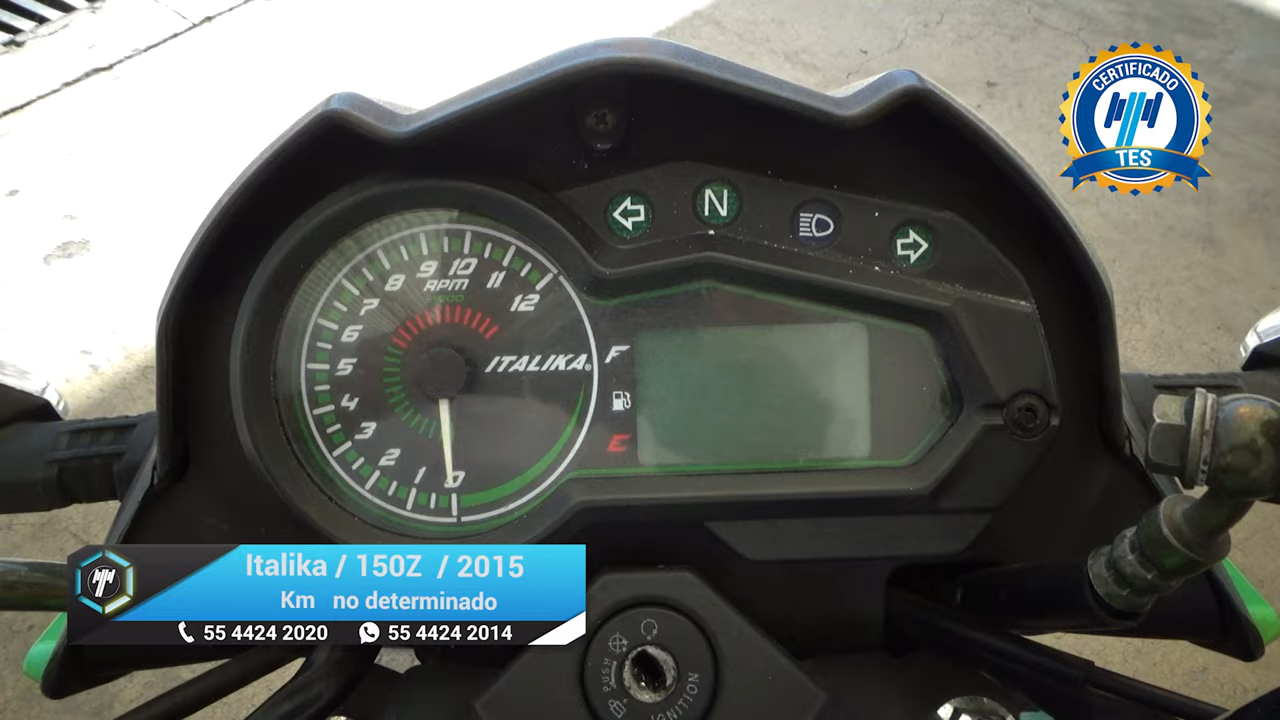 CERTIFICADO
TES
N
0 1 2 3 4 5 6 7 8 9 10 11 12
RPM
ITALIKA
F
E
Italika / 150Z / 2015
Km no determinado
55 4424 2020 55 4424 2014
PUSH
IGNITION